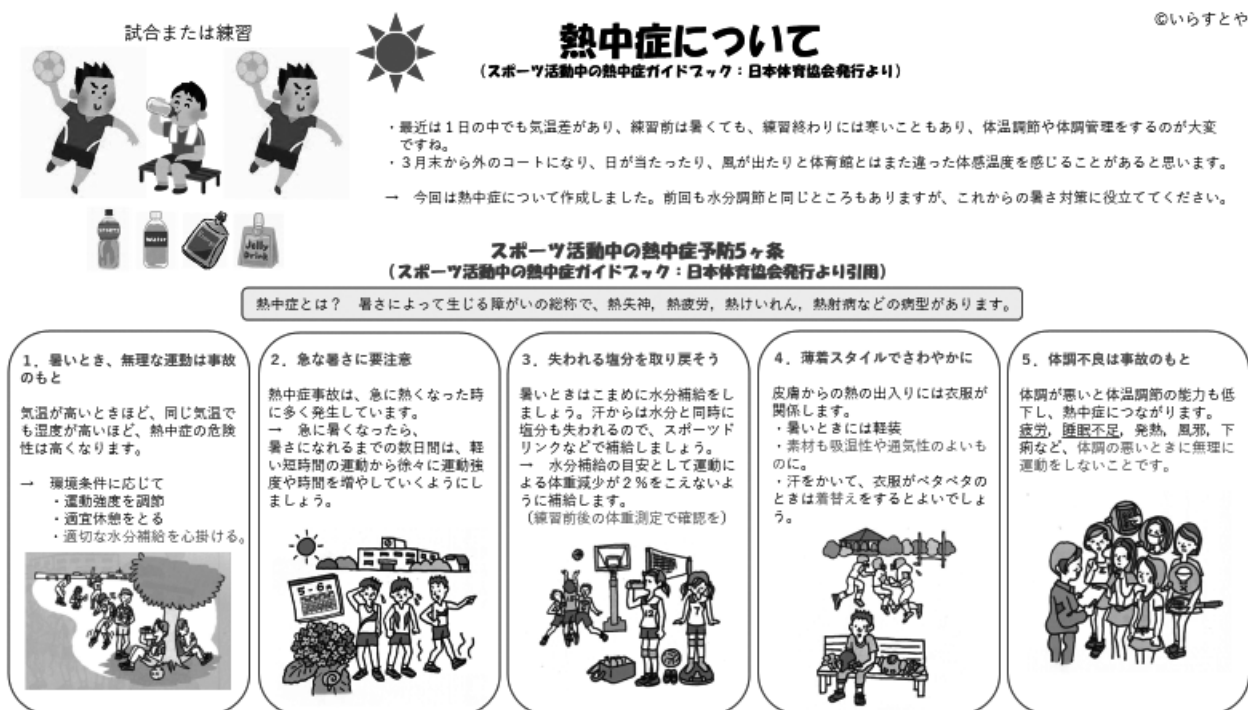 ©いらすとや
試合または練習
熱中症について
(スポーツ活動中の熱中症ガイドブック：日本体育協会発行より)
・最近は１日の中でも気温差があり、練習前は暑くても、練習終わりには寒いこともあり、体温調節や体調管理をするのが大変
ですね。
・３月末から外のコートになり、日が当たったり、風が出たりと体育館とはまた違った体感温度を感じることがあると思います。
→　今回は熱中症について作成しました。前回も水分調節と同じところもありますが、これからの暑さ対策に役立ててください。
Water
Jelly
Drink
スポーツ活動中の熱中症予防5ヶ条
(スポーツ活動中の熱中症ガイドブック：日本体育協会発行より引用)
熱中症とは？　暑さによって生じる障がいの総称で、熱失神，熱疲労，熱けいれん，熱射病などの病型があります。
１．暑いとき、無理な運動は事故
のもと
気温が高いときほど、同じ気温で
も湿度が高いほど、熱中症の危険
性は高くなります。
→　環境条件に応じて
・運動強度を調節
・適宜休憩をとる
・適切な水分補給を心掛ける。
２．急な暑さに要注意
熱中症事故は、急に熱くなった時
に多く発生しています。
→　急に暑くなったら、
暑さになれるまでの数日間は、軽
い短時間の運動から徐々に運動強
度や時間を増やしていくようにし
ましょう。
5-6
３．失われる塩分を取り戻そう
暑いときはこまめに水分補給をし
ましょう。汗からは水分と同時に
塩分も失われるので、スポーツド
リンクなどで補給しましょう。
→　水分補給の目安として運動に
よる体重減少が２％をこえないよ
うに補給します。
（練習前後の体重測定で確認を）
12
7
４．薄着スタイルでさわやかに
皮膚からの熱の出入りには衣服が
関係します。
・暑いときには軽装
・素材も吸湿性や通気性のよいも
のに。
・汗をかいて、衣服がベタベタの
ときは着替えをするとよいでしょ
う。
５．体調不良は事故のもと
体調が悪いと体温調節の能力も低
下し、熱中症につながります。
疲労，睡眠不足，発熱，風邪，下
痢など、体調の悪いときに無理に
運動をしないことです。